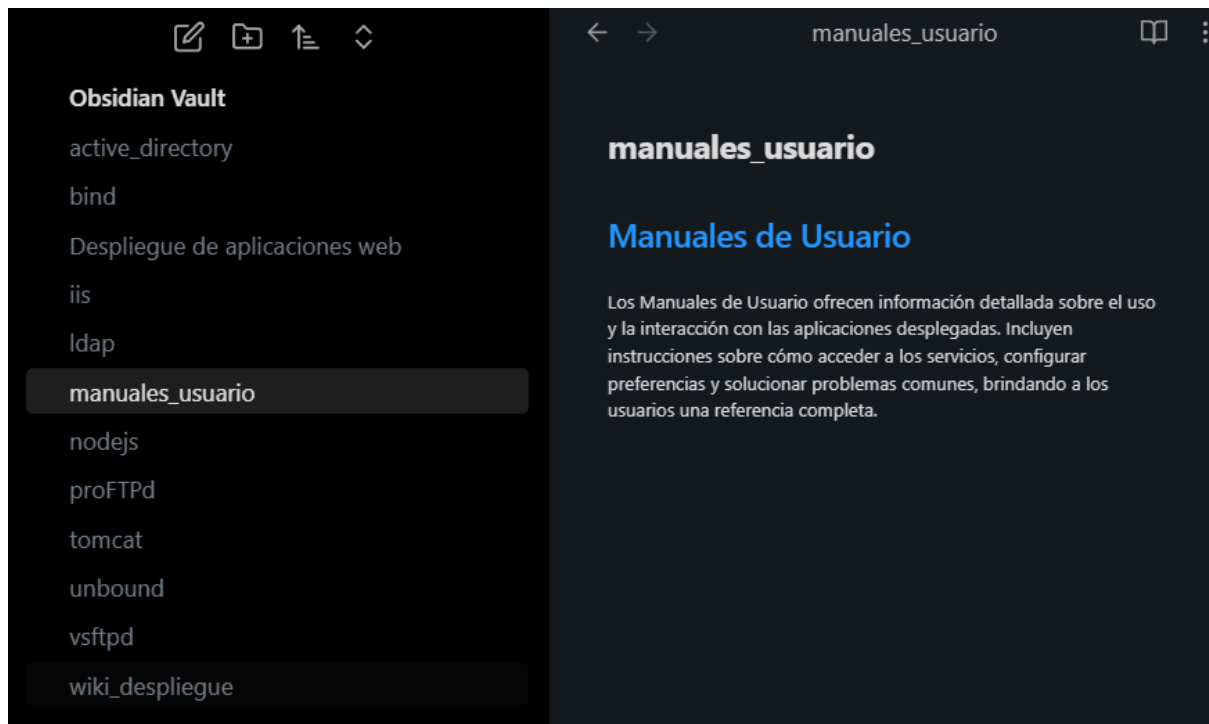 Obsidian Vault
active_directory
bind
Despliegue de aplicaciones web
iis
ldap
manuales_usuario
nodejs
proFTPd
tomcat
unbound
vsftpd
wiki_despliegue
manuales_usuario
manuales_usuario
Manuales de Usuario
Los Manuales de Usuario ofrecen información detallada sobre el uso
y la interacción con las aplicaciones desplegadas. Incluyen
instrucciones sobre cómo acceder a los servicios, configurar
preferencias y solucionar problemas comunes, brindando a los
usuarios una referencia completa.